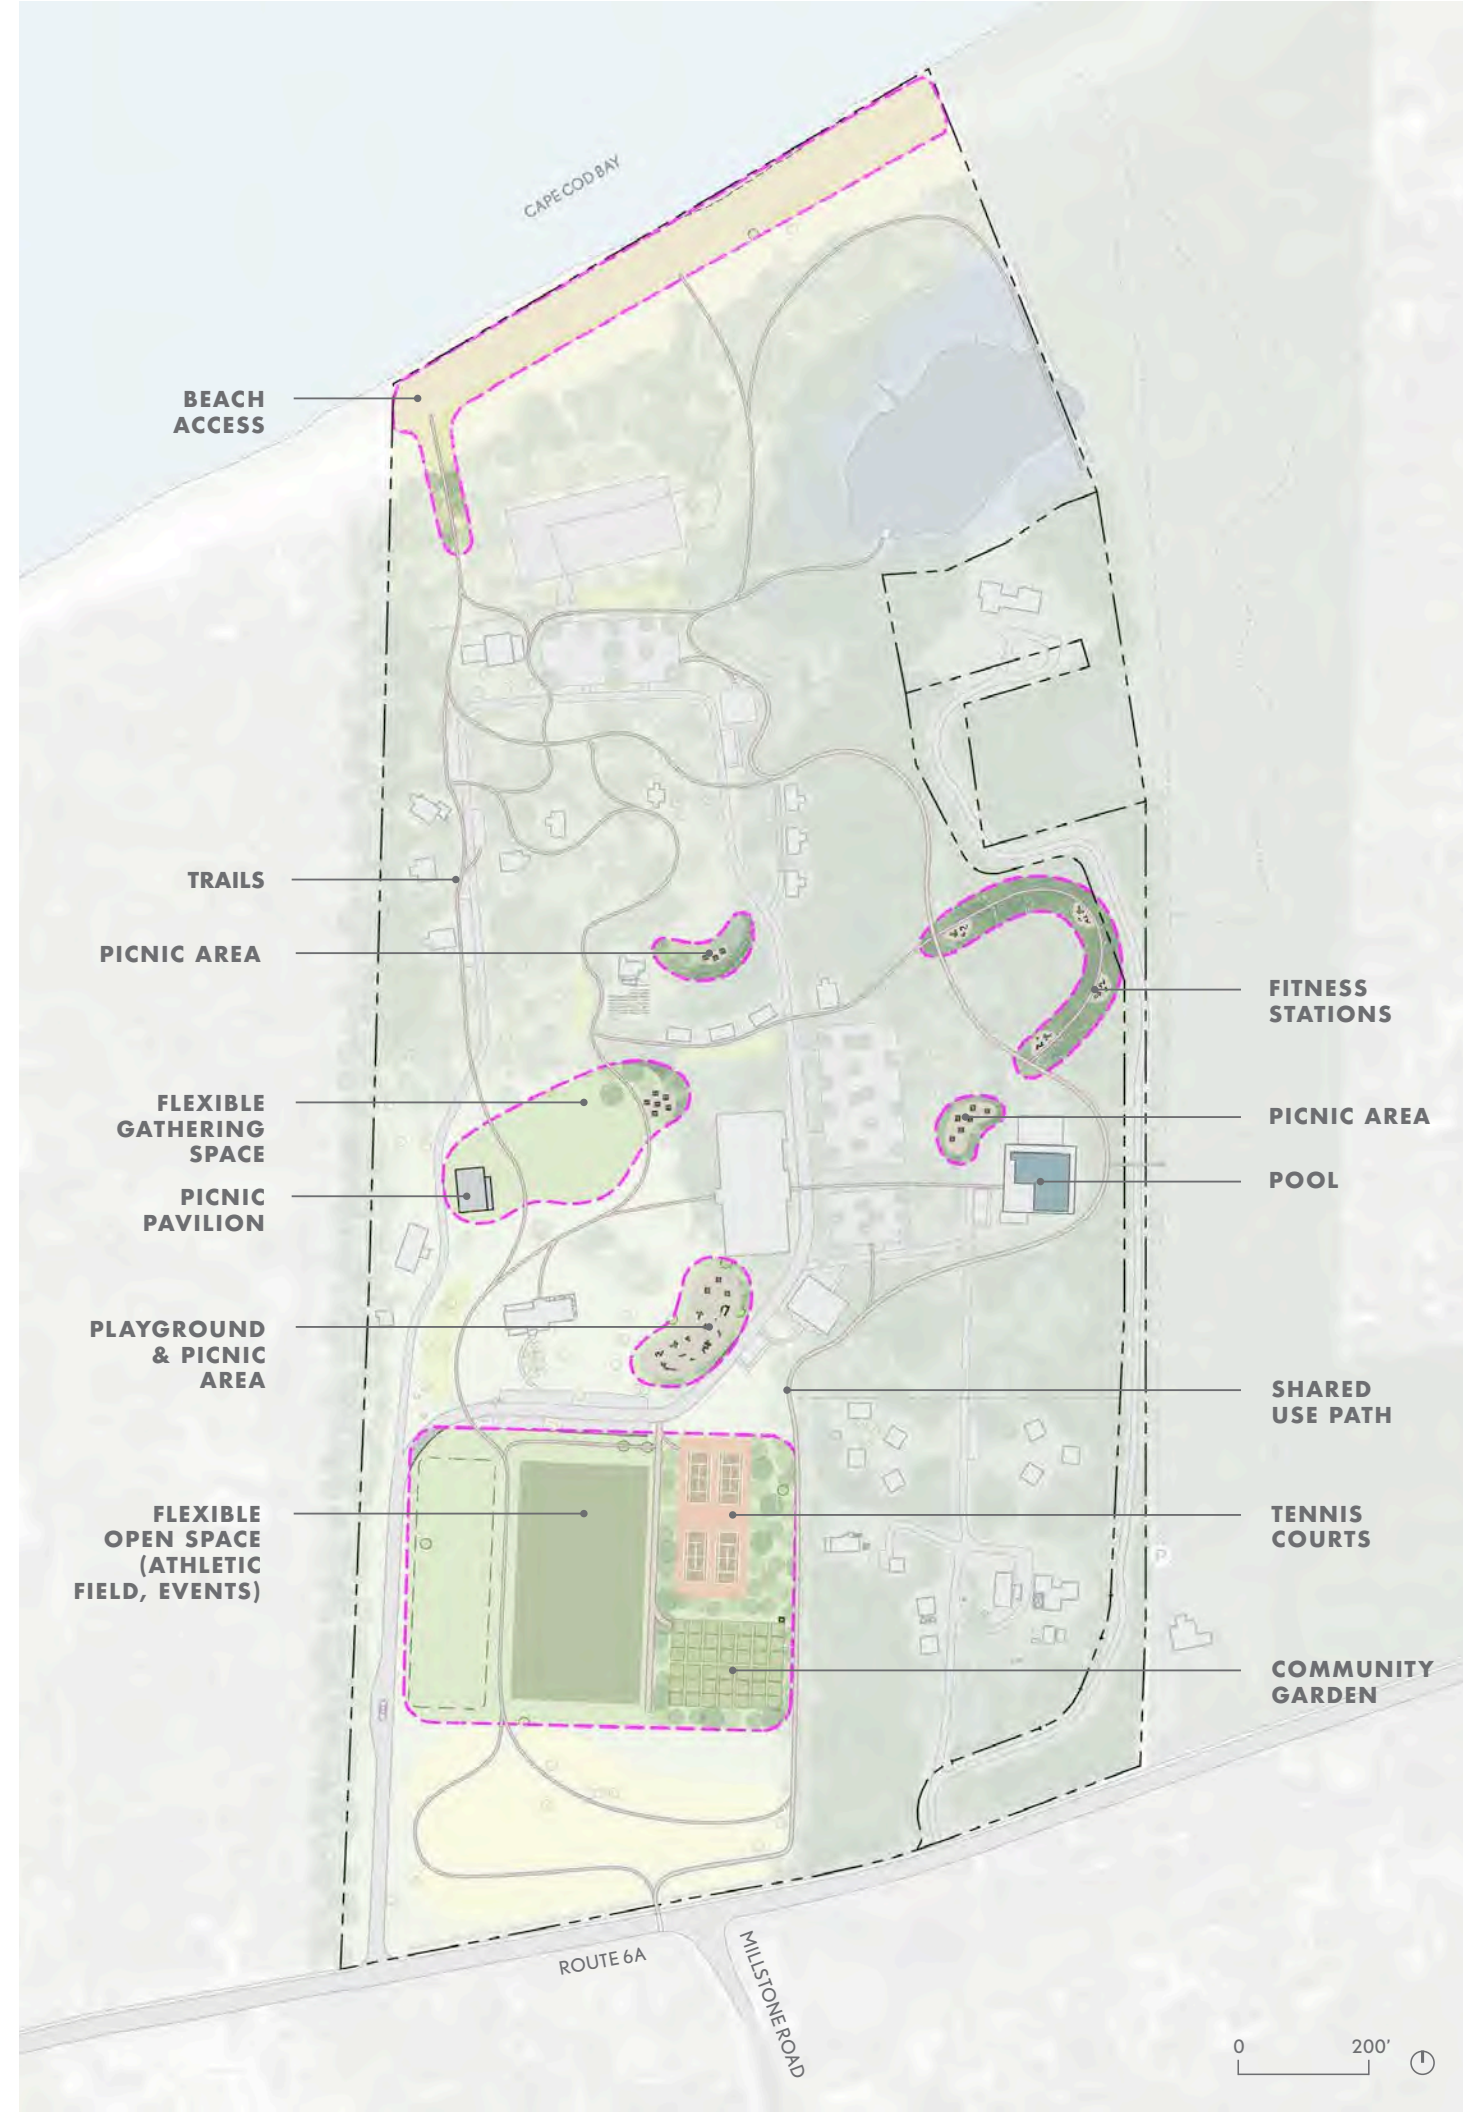 CAPE COD BAY
BEACH
ACCESS
TRAILS
PICNIC AREA
FITNESS
STATIONS
FLEXIBLE
GATHERING
SPACE
PICNIC AREA
PICNIC
PAVILION
POOL
PLAYGROUND
& PICNIC
AREA
SHARED
USE PATH
FLEXIBLE
OPEN SPACE
(ATHLETIC
FIELD, EVENTS)
TENNIS
COURTS
P
COMMUNITY
GARDEN
ROUTE 6A
MILLSTONE ROAD
0 200'